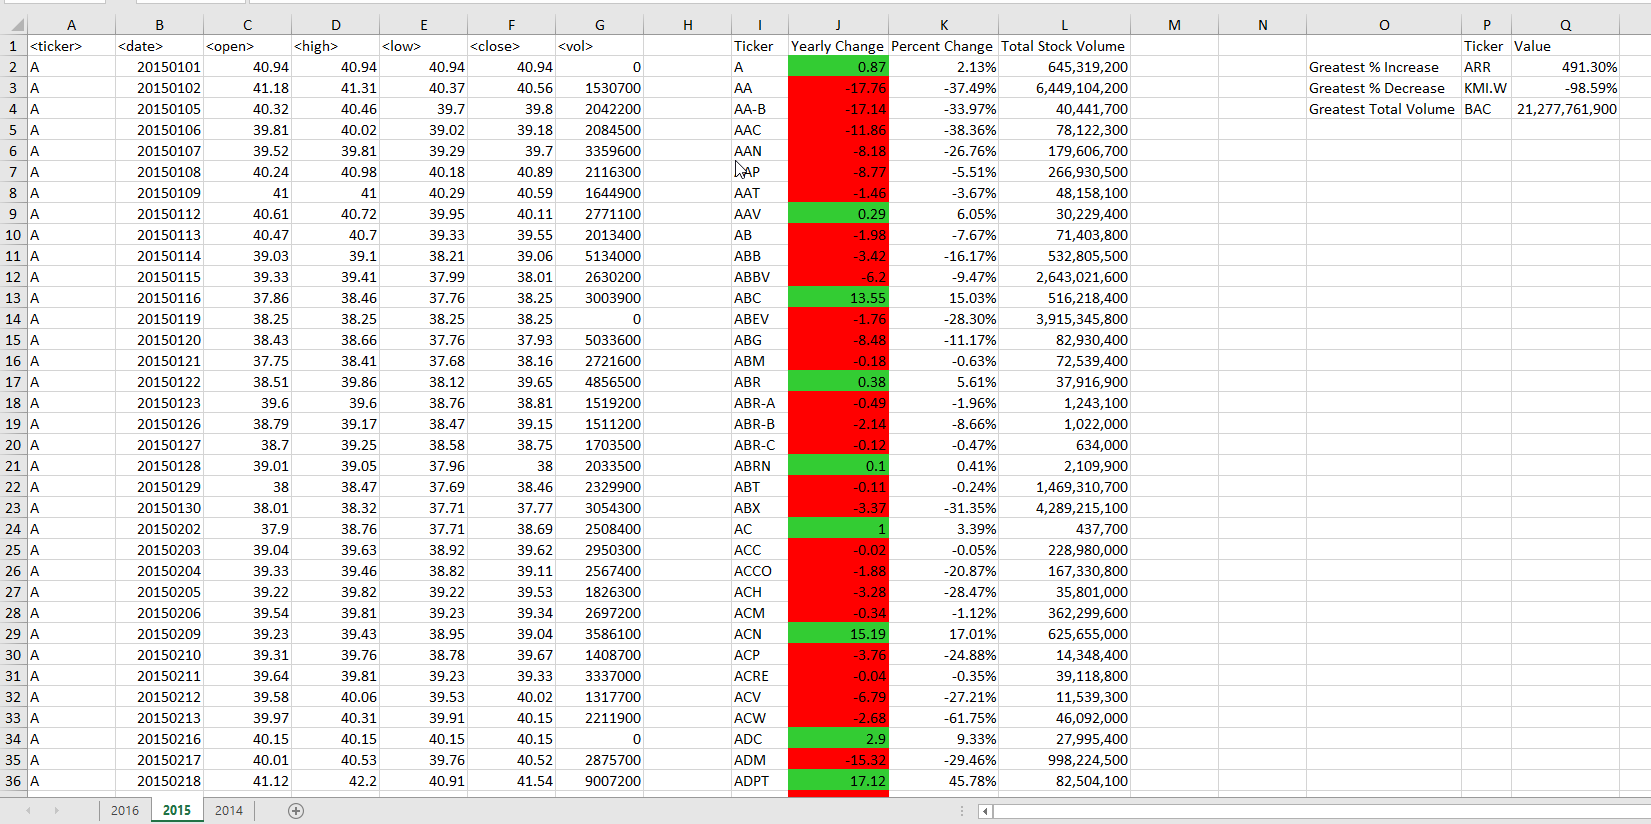 A B C D E F G H I J K L M N O P Q
1 <ticker> <date> <open> <high> <low> <close> <vol> Ticker Yearly Change Percent Change Total Stock Volume Ticker Value
2 A 20150101 40.94 40.94 40.94 40.94 0 A 0.87 2.13% 645,319,200 Greatest % Increase ARR 491.30%
3 A 20150102 41.18 41.31 40.37 40.56 1530700 AA -17.76 -37.49% 6,449,104,200 Greatest % Decrease KMI.W -98.59%
4 A 20150105 40.32 40.46 39.7 39.8 2042200 AA-B -17.14 -33.97% 40,441,700 Greatest Total Volume BAC 21,277,761,900
5 A 20150106 39.81 40.02 39.02 39.18 2084500 AAC -11.86 -38.36% 78,122,300
6 A 20150107 39.52 39.81 39.29 39.7 3359600 AAN -8.18 -26.76% 179,606,700
7 A 20150108 40.24 40.98 40.18 40.89 2116300 AAP -8.77 -5.51% 266,930,500
8 A 20150109 41 41 40.29 40.59 1644900 AAT -1.46 -3.67% 48,158,100
9 A 20150112 40.61 40.72 39.95 40.11 2771100 AAV 0.29 6.05% 30,229,400
10 A 20150113 40.47 40.7 39.33 39.55 2013400 AB -1.98 -7.67% 71,403,800
11 A 20150114 39.03 39.1 38.21 39.06 5134000 ABB -3.42 -16.17% 532,805,500
12 A 20150115 39.33 39.41 37.99 38.01 2630200 ABBV -6.2 -9.47% 2,643,021,600
13 A 20150116 37.86 38.46 37.76 38.25 3003900 ABC 13.55 15.03% 516,218,400
14 A 20150119 38.25 38.25 38.25 38.25 0 ABEV -1.76 -28.30% 3,915,345,800
15 A 20150120 38.43 38.66 37.76 37.93 5033600 ABG -8.48 -11.17% 82,930,400
16 A 20150121 37.75 38.41 37.68 38.16 2721600 ABM -0.18 -0.63% 72,539,400
17 A 20150122 38.51 39.86 38.12 39.65 4856500 ABR 0.38 5.61% 37,916,900
18 A 20150123 39.6 39.6 38.76 38.81 1519200 ABR-A -0.49 -1.96% 1,243,100
19 A 20150126 38.79 39.17 38.47 39.15 1511200 ABR-B -2.14 -8.66% 1,022,000
20 A 20150127 38.7 39.25 38.58 38.75 1703500 ABR-C -0.12 -0.47% 634,000
21 A 20150128 39.01 39.05 37.96 38 2033500 ABRN 0.1 0.41% 2,109,900
22 A 20150129 38 38.47 37.69 38.46 2329900 ABT -0.11 -0.24% 1,469,310,700
23 A 20150130 38.01 38.32 37.71 37.77 3054300 ABX -3.37 -31.35% 4,289,215,100
24 A 20150202 37.9 38.76 37.71 38.69 2508400 AC 1 3.39% 437,700
25 A 20150203 39.04 39.63 38.92 39.62 2950300 ACC -0.02 -0.05% 228,980,000
26 A 20150204 39.33 39.46 38.82 39.11 2567400 ACCO -1.88 -20.87% 167,330,800
27 A 20150205 39.22 39.82 39.22 39.53 1826300 ACH -3.28 -28.47% 35,801,000
28 A 20150206 39.54 39.81 39.23 39.34 2697200 ACM -0.34 -1.12% 362,299,600
29 A 20150209 39.23 39.43 38.95 39.04 3586100 ACN 15.19 17.01% 625,655,000
30 A 20150210 39.31 39.76 38.78 39.67 1408700 ACP -3.76 -24.88% 14,348,400
31 A 20150211 39.64 39.81 39.23 39.33 3337000 ACRE -0.04 -0.35% 39,118,800
32 A 20150212 39.58 40.06 39.53 40.02 1317700 ACV -6.79 -27.21% 11,539,300
33 A 20150213 39.97 40.31 39.91 40.15 2211900 ACW -2.68 -61.75% 46,092,000
34 A 20150216 40.15 40.15 40.15 40.15 0 ADC 2.9 9.33% 27,995,400
35 A 20150217 40.01 40.53 39.76 40.52 2875700 ADM -15.32 -29.46% 998,224,500
36 A 20150218 41.12 42.2 40.91 41.54 9007200 ADPT 17.12 45.78% 82,504,100
2016 2015 2014